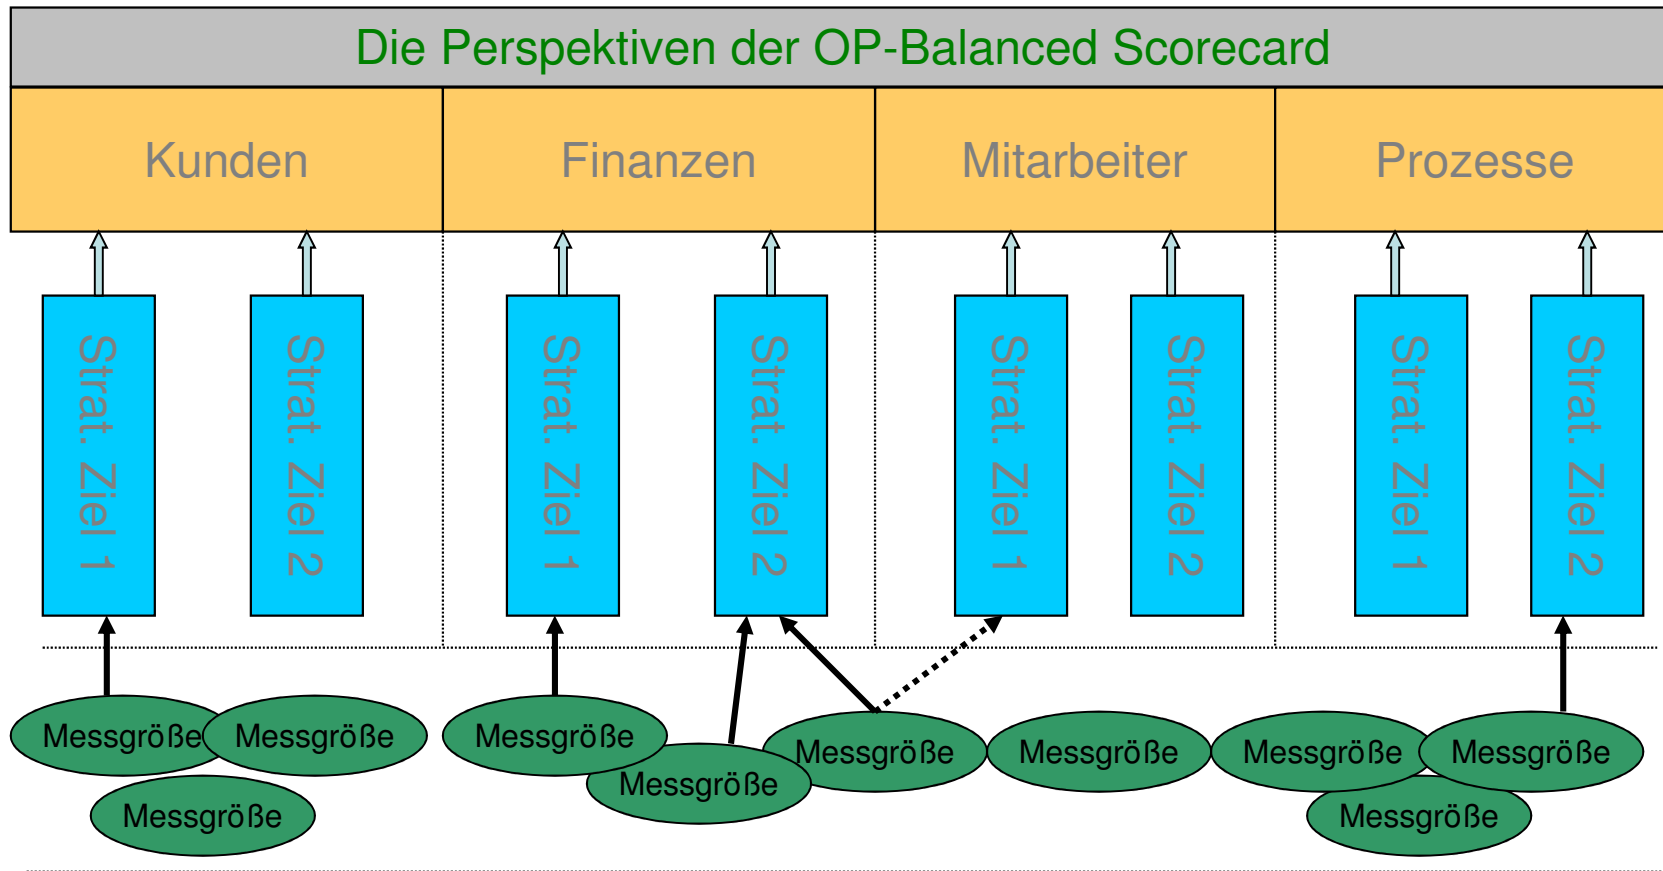 Die Perspektiven der OP-Balanced Scorecard
Kunden
Finanzen
Mitarbeiter
Prozesse
Strat. Ziel 1
Strat. Ziel 2
Strat. Ziel 1
Strat. Ziel 2
Strat. Ziel 1
Strat. Ziel 2
Strat. Ziel 1
Strat. Ziel 2
Messgröße
Messgröße
Messgröße
Messgröße
Messgröße
Messgröße
Messgröße
Messgröße
Messgröße
Messgröße